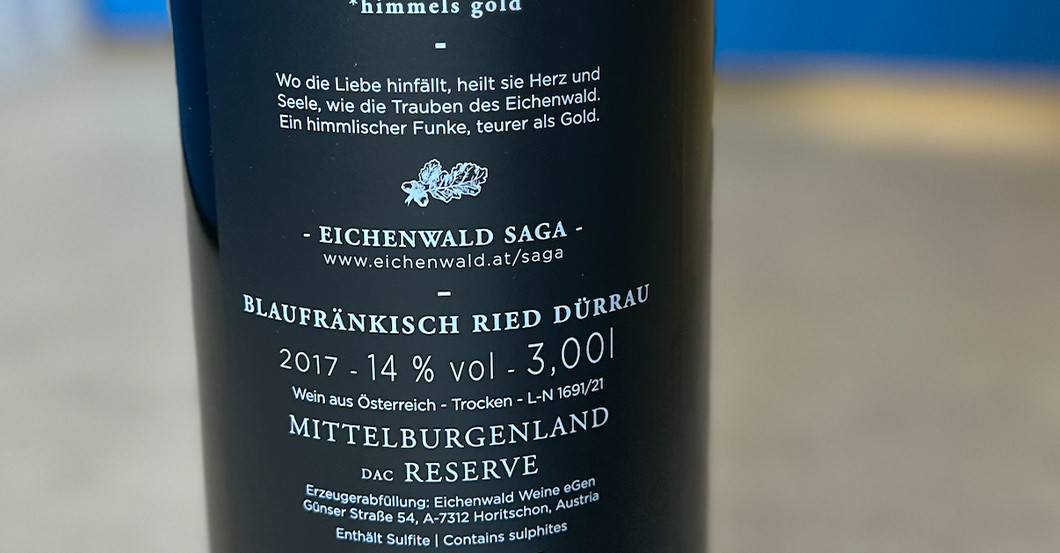 *himmels gold
-
Wo die Liebe hinfällt, heilt sie Herz und
Seele, wie die Trauben des Eichenwald.
Ein himmlischer Funke, teurer als Gold.
- EICHENWALD SAGA -
www.eichenwald.at/saga
-
BLAUFRÄNKISCH RIED DÜRRAU
2017 - 14 % vol - 3,00l
Wein aus Österreich - Trocken - L-N 1691/21
MITTELBURGENLAND
DAC RESERVE
Erzeugerabfüllung: Eichenwald Weine eGen
Günser Straße 54, A-7312 Horitschon, Austria
Enthält Sulfite | Contains sulphites